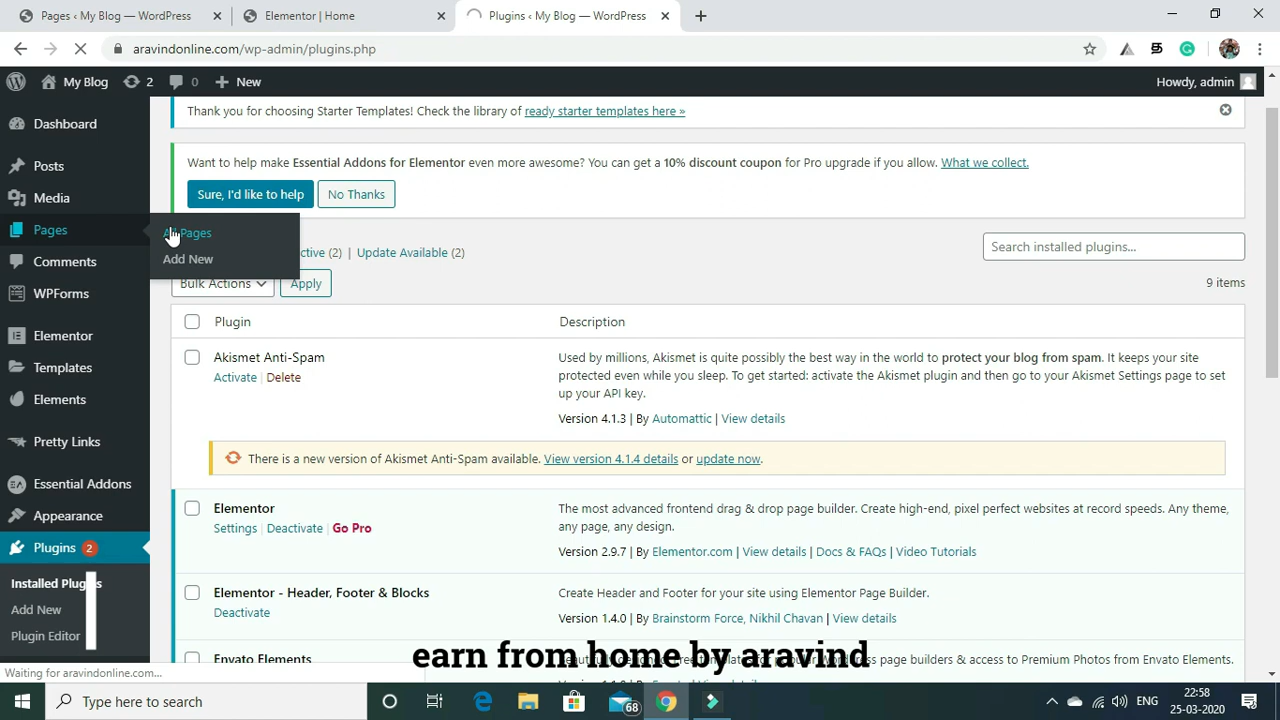 Pages ‹ My Blog — WordPress
Elementor | Home
Plugins ‹ My Blog — WordPress
aravindonline.com/wp-admin/plugins.php
My Blog
2
0
New
Howdy, admin
Dashboard
Posts
Media
Pages
Comments
WPForms
Elementor
Templates
Elements
Pretty Links
Essential Addons
Appearance
Plugins 2
Installed Plugins
Add New
Plugin Editor
All Pages
Add New
Thank you for choosing Starter Templates! Check the library of ready starter templates here »
Want to help make Essential Addons for Elementor even more awesome? You can get a 10% discount coupon for Pro upgrade if you allow. What we collect.
Sure, I'd like to help
No Thanks
(2) | Update Available (2)
Search installed plugins...
Bulk Actions
Apply
9 items
Plugin
Description
Akismet Anti-Spam
Activate | Delete
Used by millions, Akismet is quite possibly the best way in the world to protect your blog from spam. It keeps your site
protected even while you sleep. To get started: activate the Akismet plugin and then go to your Akismet Settings page to set
up your API key.
Version 4.1.3 | By Automattic | View details
There is a new version of Akismet Anti-Spam available. View version 4.1.4 details or update now.
Elementor
Settings | Deactivate | Go Pro
The most advanced frontend drag & drop page builder. Create high-end, pixel perfect websites at record speeds. Any theme,
any page, any design.
Version 2.9.7 | By Elementor.com | View details | Docs & FAQs | Video Tutorials
Elementor - Header, Footer & Blocks
Deactivate
Create Header and Footer for your site using Elementor Page Builder.
Version 1.4.0 | By Brainstorm Force, Nikhil Chavan | View details
Envato Elements
page builders & access to Premium Photos from Envato Elements.
earn from home by aravind
Waiting for aravindonline.com...
Type here to search
68
ENG
22:58
25-03-2020